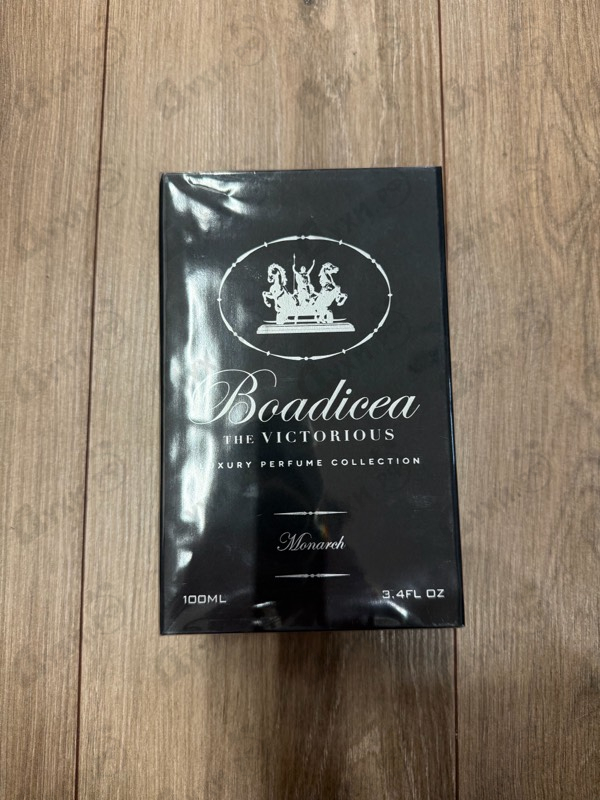 Boadicea
THE VICTORIOUS
LUXURY PERFUME COLLECTION
Monarch
100ML
3.4FL OZ